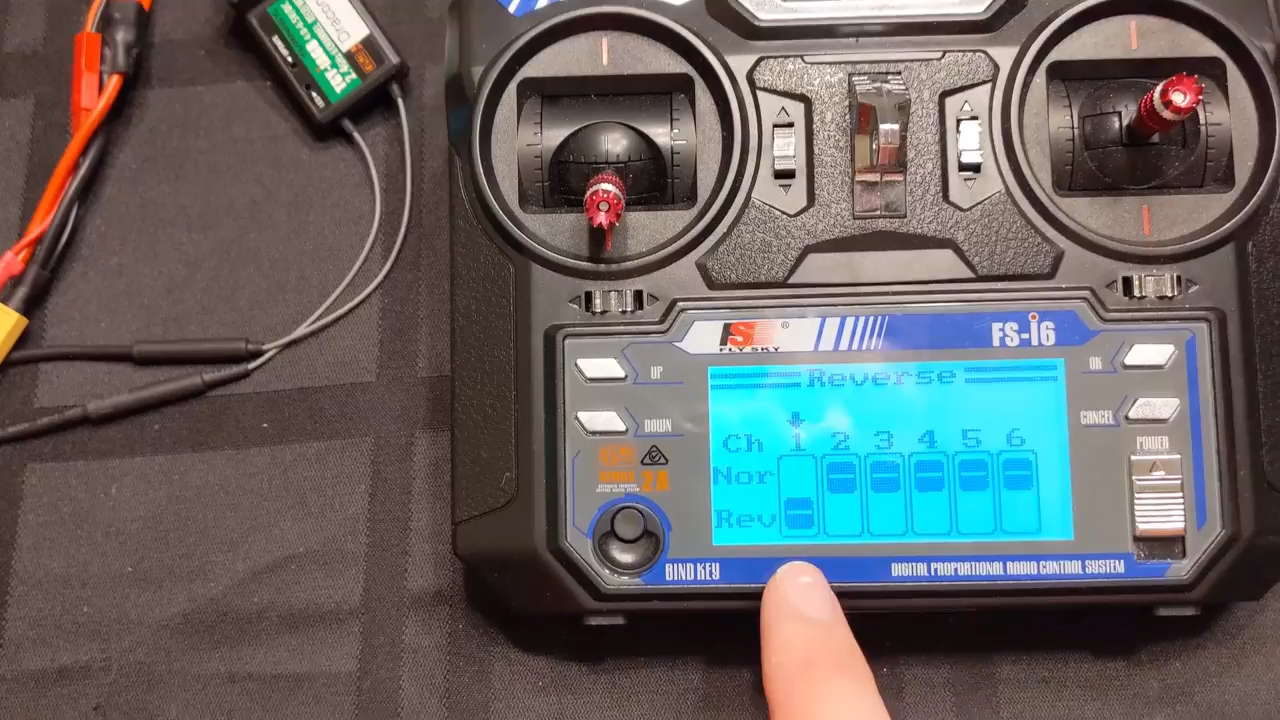 FLY SKY
FS-i6
UP
DOWN
OK
CANCEL
POWER
Reverse
Ch 1 2 3 4 5 6
Nor
Rev
2A
BIND KEY
DIGITAL PROPORTIONAL RADIO CONTROL SYSTEM